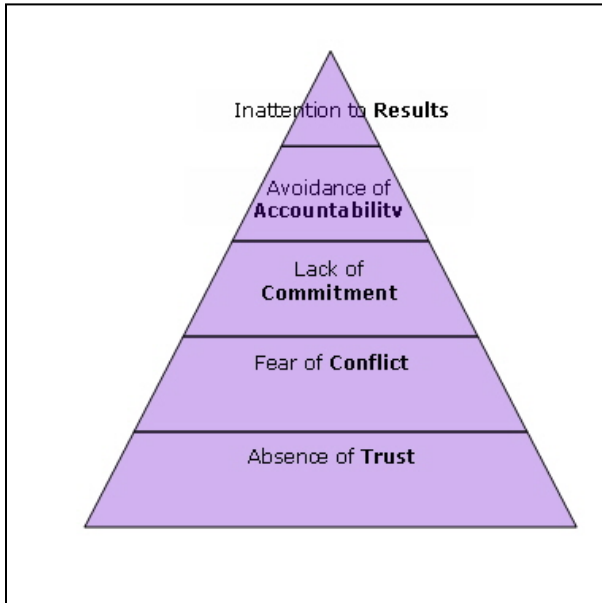 Inattention to Results
Avoidance of
Accountability
Lack of
Commitment
Fear of Conflict
Absence of Trust